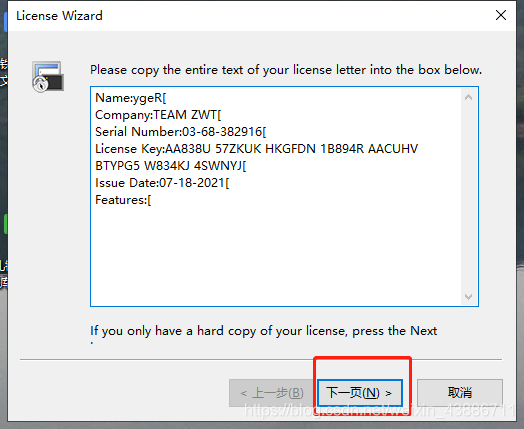 License Wizard
Please copy the entire text of your license letter into the box below.
Name:ygeR[
Company:TEAM ZWT[
Serial Number:03-68-382916[
License Key:AA838U 57ZKUK HKGFDN 1B894R AACUHV
BTYPG5 W834KJ 4SWNYJ[
Issue Date:07-18-2021[
Features:[
If you only have a hard copy of your license, press the Next
< 上一步(B)
下一页(N) >
取消
https://blog.csdn.net/weixin_43886711